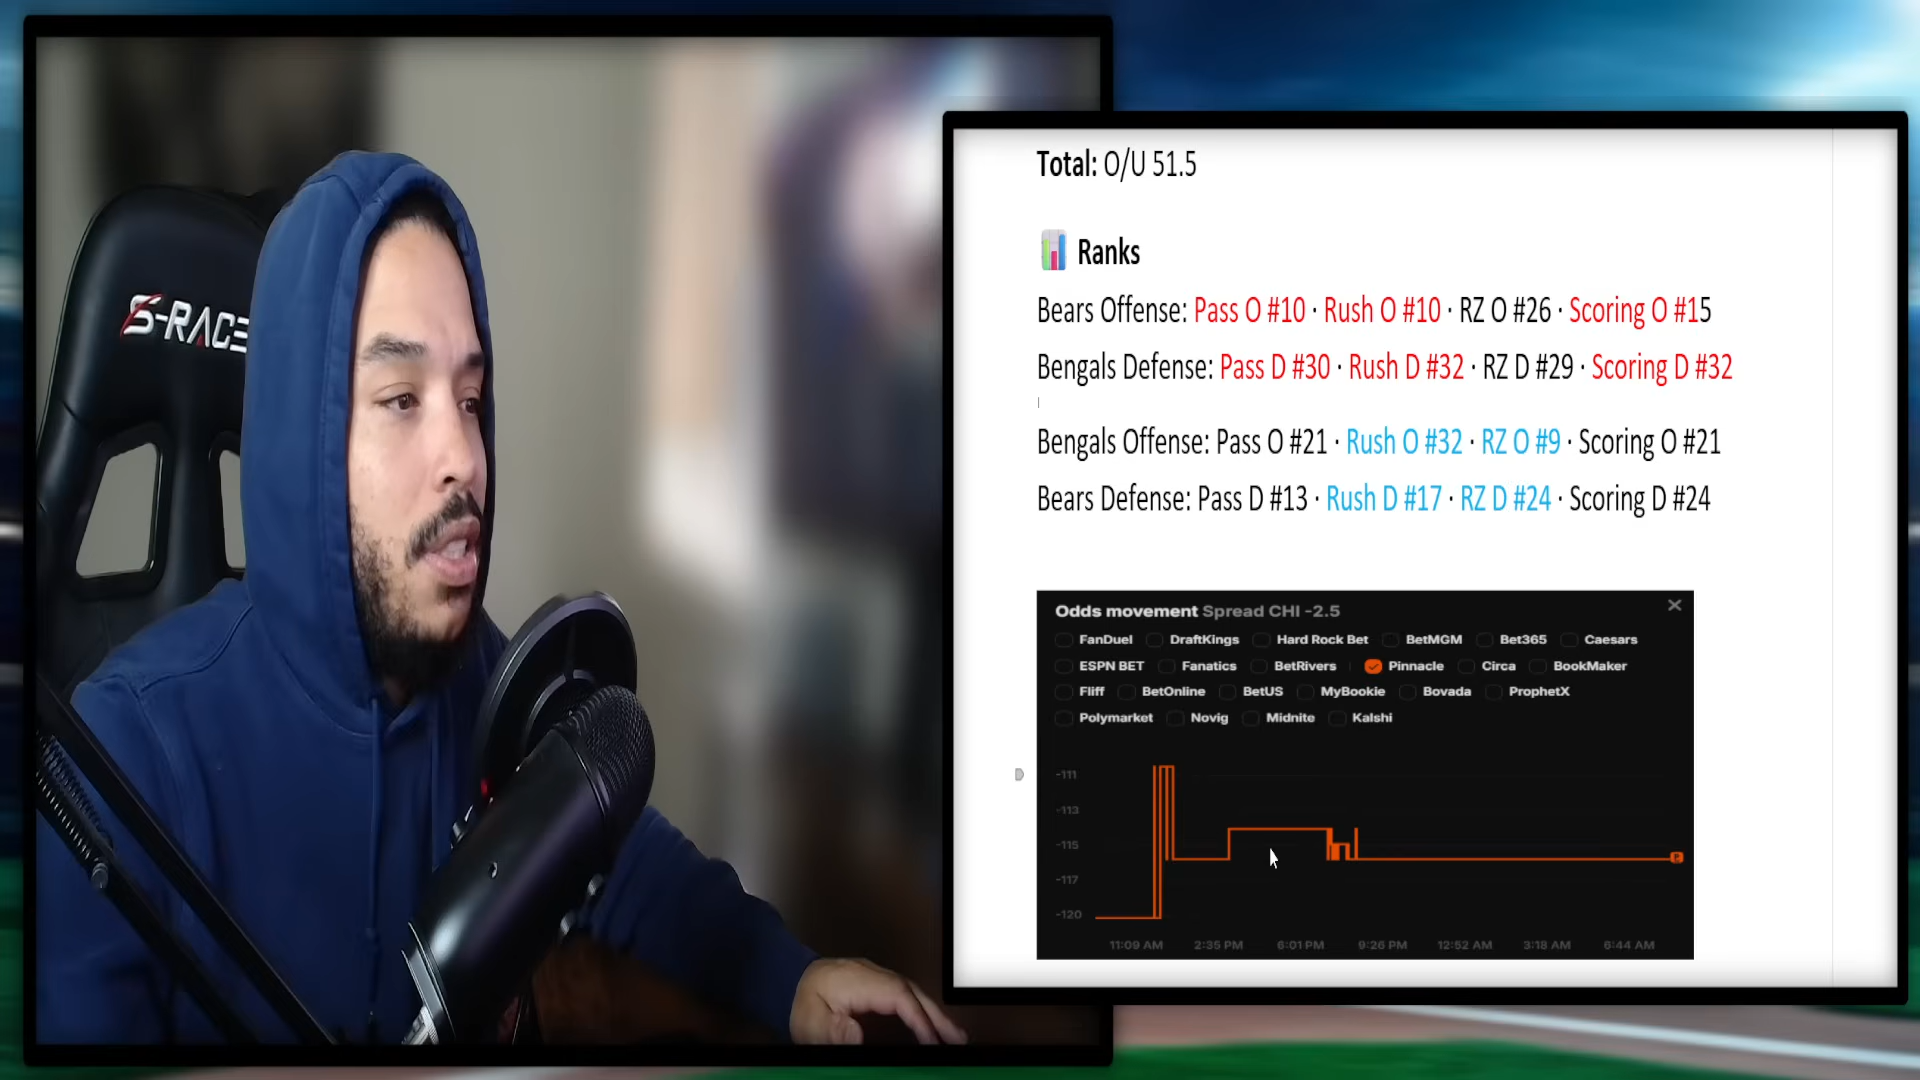 S-RACE
Total: O/U 51.5
Ranks
Bears Offense: Pass O #10 · Rush O #10 · RZ O #26 · Scoring O #15
Bengals Defense: Pass D #30 · Rush D #32 · RZ D #29 · Scoring D #32
Bengals Offense: Pass O #21 · Rush O #32 · RZ O #9 · Scoring O #21
Bears Defense: Pass D #13 · Rush D #17 · RZ D #24 · Scoring D #24
Odds movement Spread CHI -2.5
FanDuel DraftKings Hard Rock Bet BetMGM Bet365 Caesars
ESPN BET Fanatics BetRivers Pinnacle Circa BookMaker
Fliff BetOnline BetUS MyBookie Bovada ProphetX
Polymarket Novig Midnite Kalshi
-111
-113
-115
-117
-120
11:09 AM 2:35 PM 6:01 PM 9:26 PM 12:52 AM 3:18 AM 6:44 AM